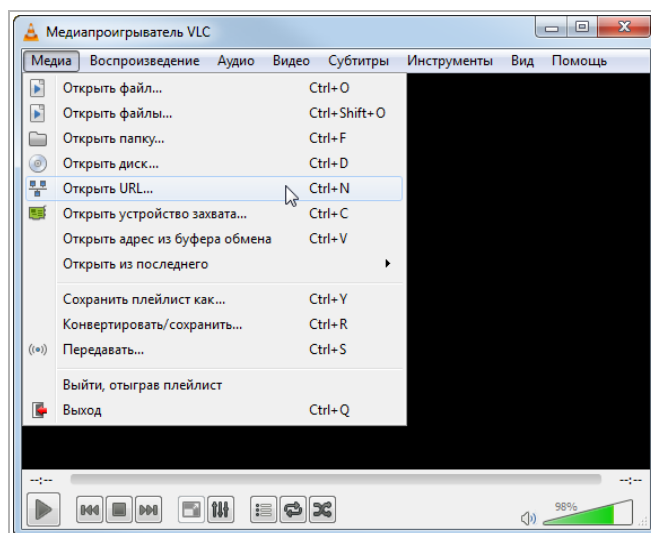 Медиапроигрыватель VLC
Медиа Воспроизведение Аудио Видео Субтитры Инструменты Вид Помощь
Открыть файл... Ctrl+O
Открыть файлы... Ctrl+Shift+O
Открыть папку... Ctrl+F
Открыть диск... Ctrl+D
Открыть URL... Ctrl+N
Открыть устройство захвата... Ctrl+C
Открыть адрес из буфера обмена Ctrl+V
Открыть из последнего
Сохранить плейлист как... Ctrl+Y
Конвертировать/сохранить... Ctrl+R
Передавать... Ctrl+S
Выйти, отыграв плейлист
Выход Ctrl+Q
--:-- --:--
98%